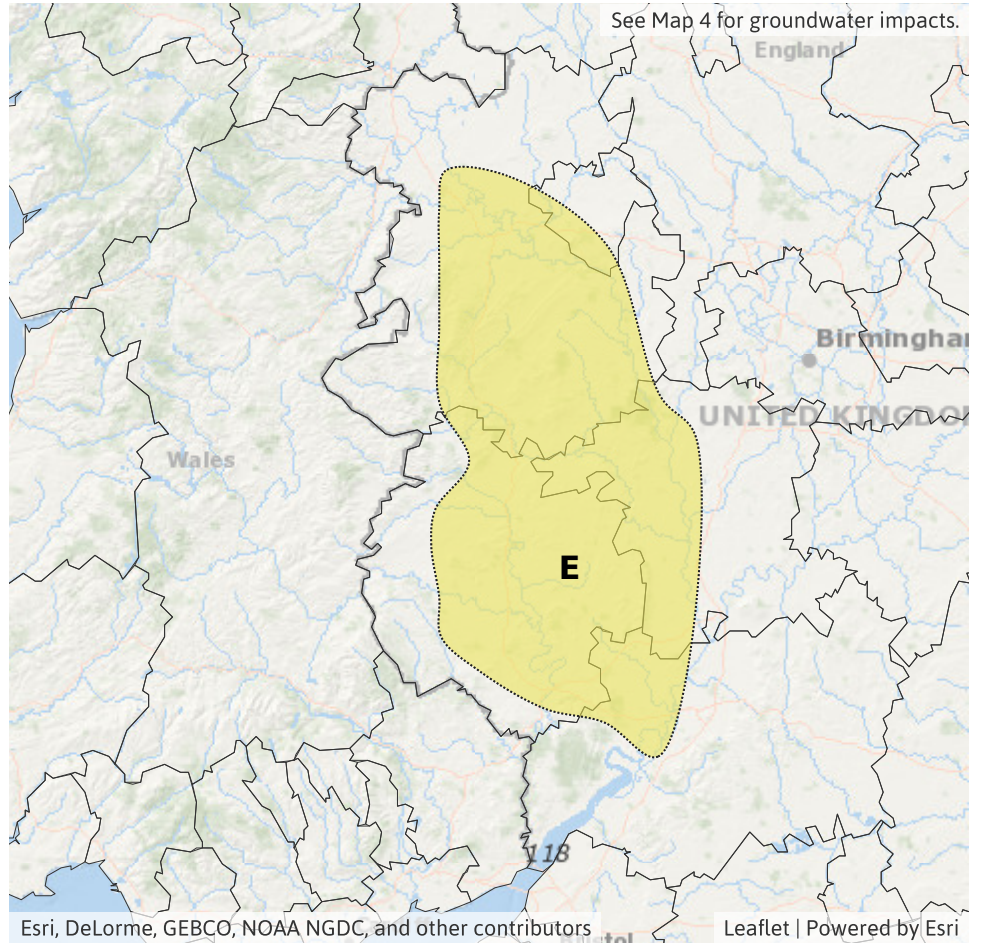 See Map 4 for groundwater impacts.
England
Birmingha
UNITED KINGDO
Wales
E
118
Esri, DeLorme, GEBCO, NOAA NGDC, and other contributors
Leaflet | Powered by Esri